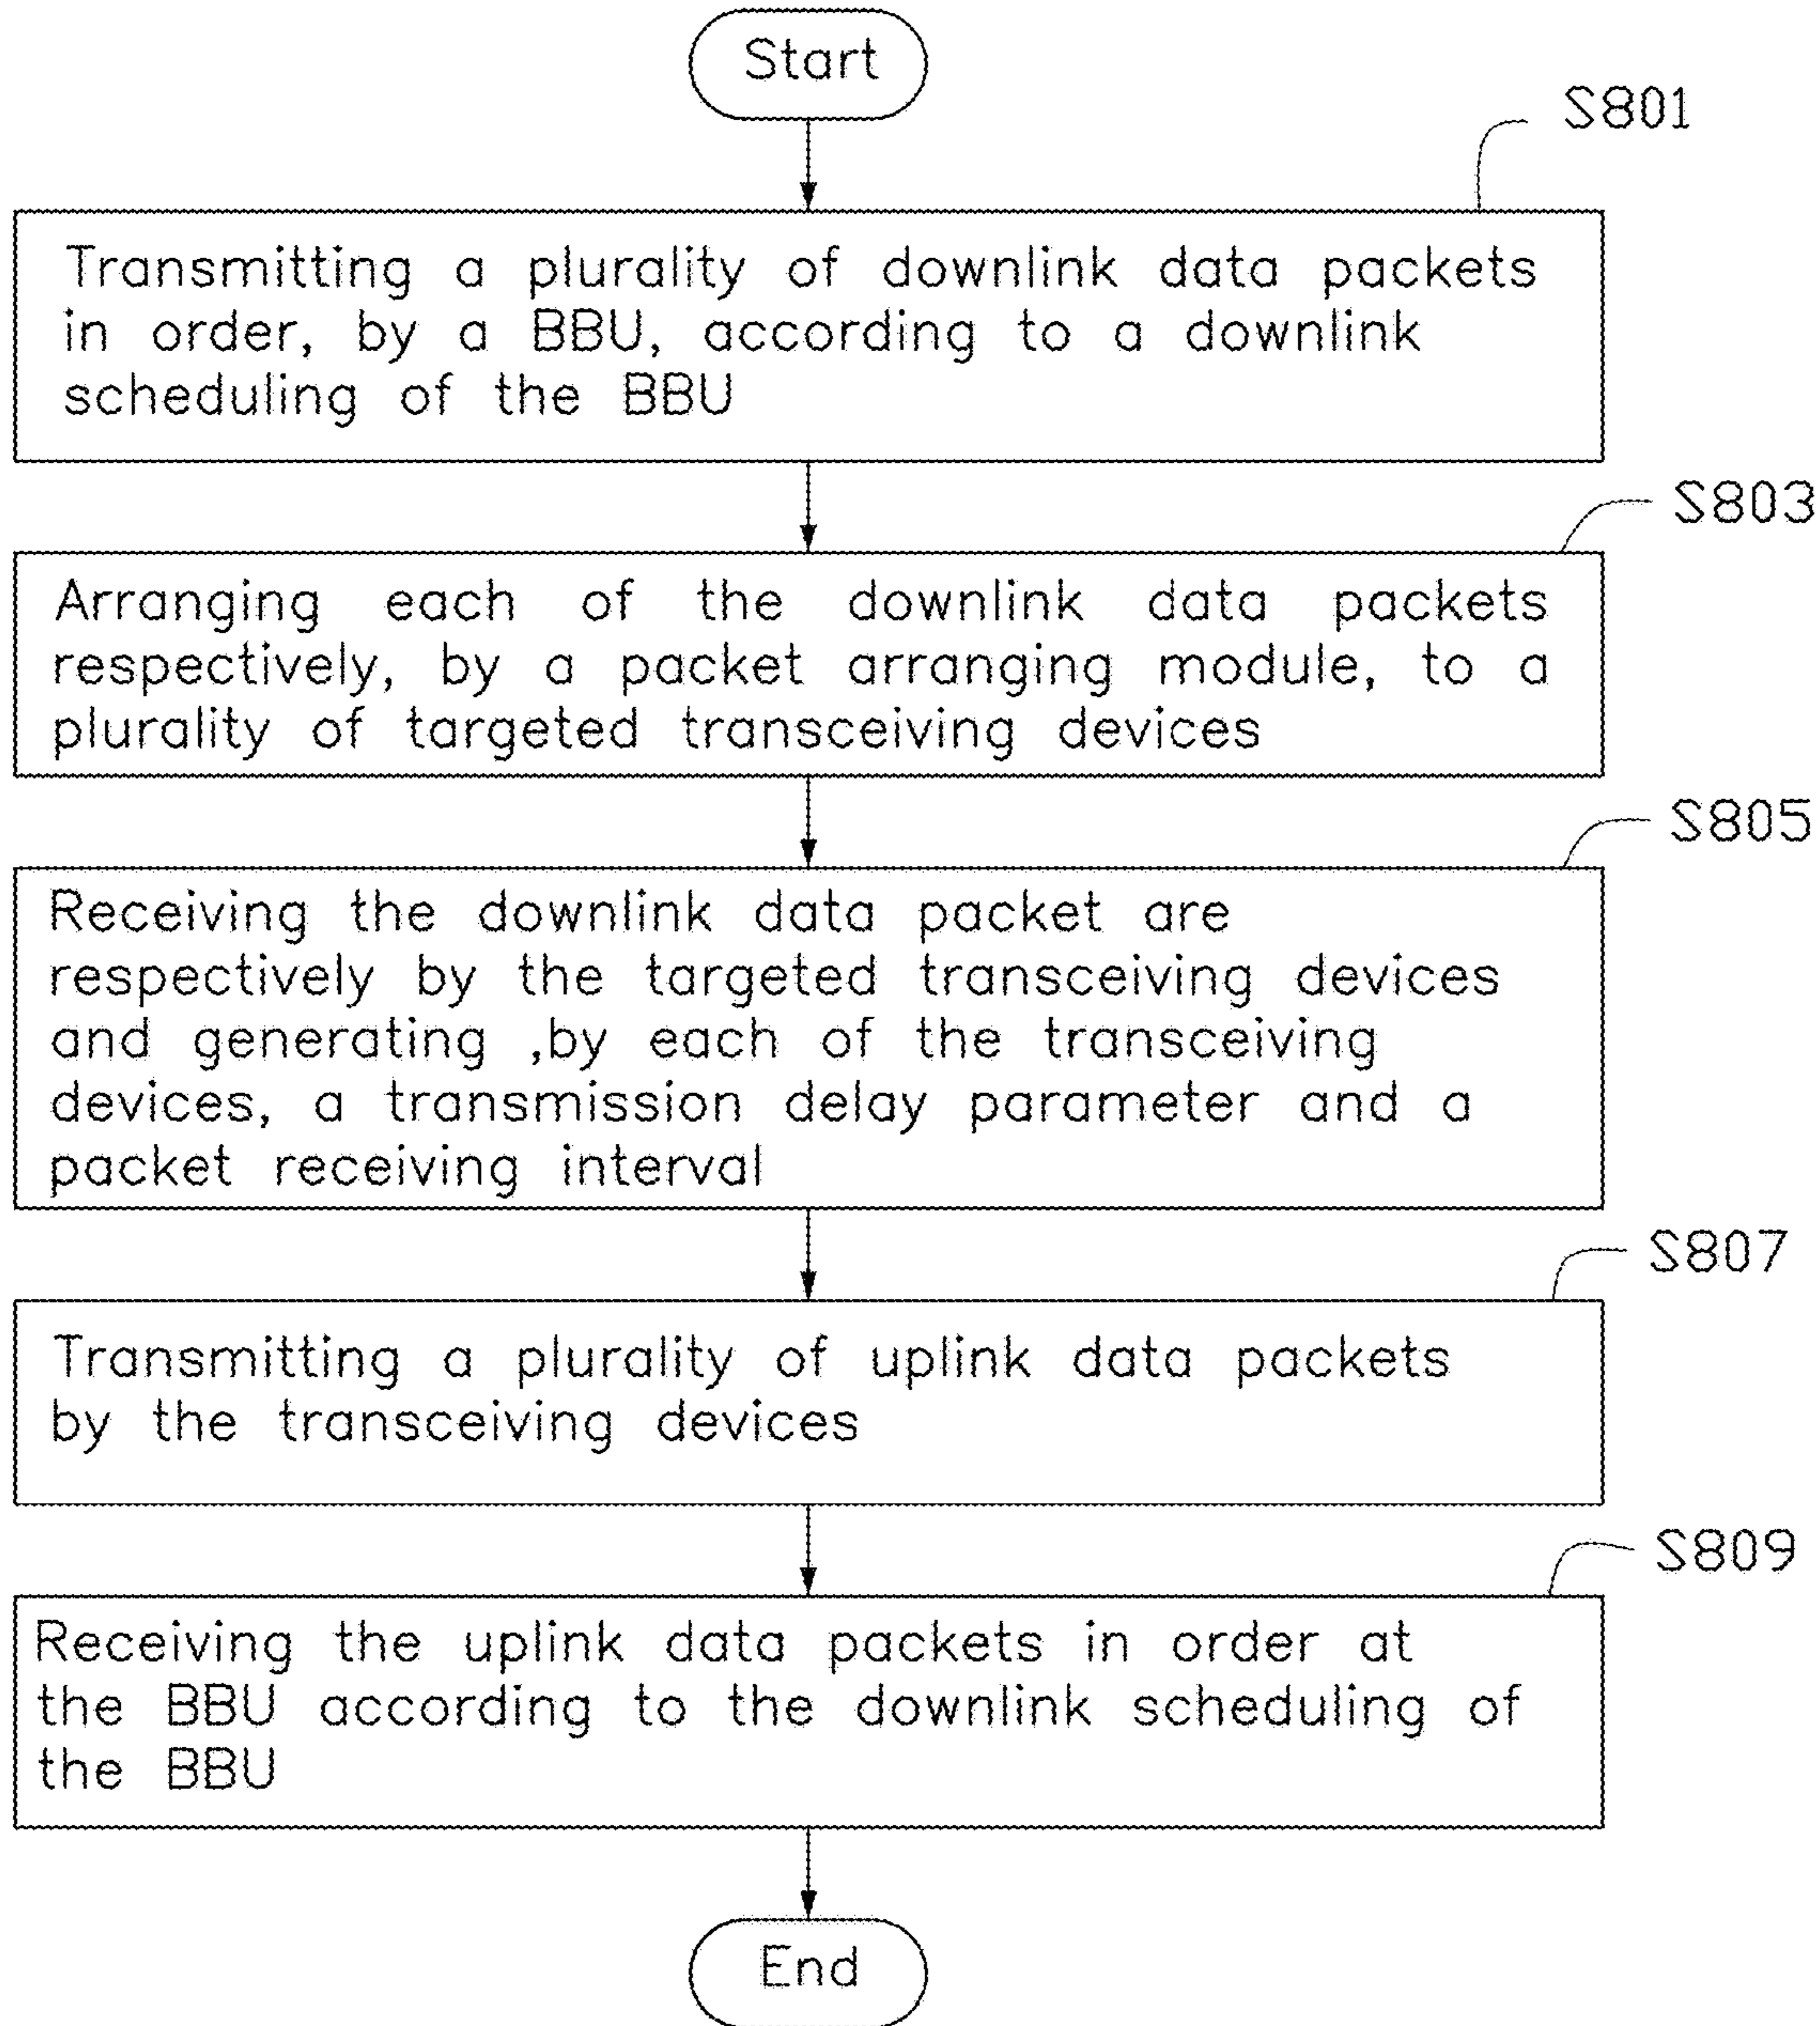 Start
S801
Transmitting a plurality of downlink data packets
in order, by a BBU, according to a downlink
scheduling of the BBU
S803
Arranging each of the downlink data packets
respectively, by a packet arranging module, to a
plurality of targeted transceiving devices
S805
Receiving the downlink data packet are
respectively by the targeted transceiving devices
and generating ,by each of the transceiving
devices, a transmission delay parameter and a
packet receiving interval
S807
Transmitting a plurality of uplink data packets
by the transceiving devices
S809
Receiving the uplink data packets in order at
the BBU according to the downlink scheduling of
the BBU
End